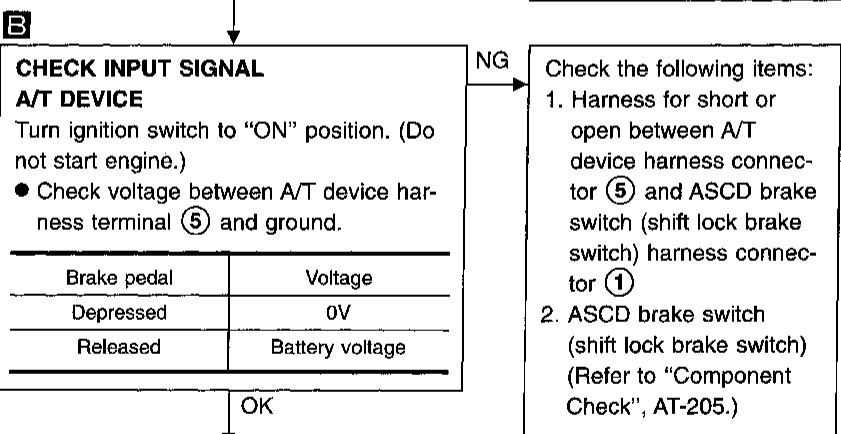 B
CHECK INPUT SIGNAL
A/T DEVICE
Turn ignition switch to “ON” position. (Do
not start engine.)
● Check voltage between A/T device har-
ness terminal ⑤ and ground.
Brake pedal Voltage
Depressed 0V
Released Battery voltage
OK
NG
Check the following items:
1. Harness for short or
open between A/T
device harness connec-
tor ⑤ and ASCD brake
switch (shift lock brake
switch) harness connec-
tor ①
2. ASCD brake switch
(shift lock brake switch)
(Refer to “Component
Check”, AT-205.)